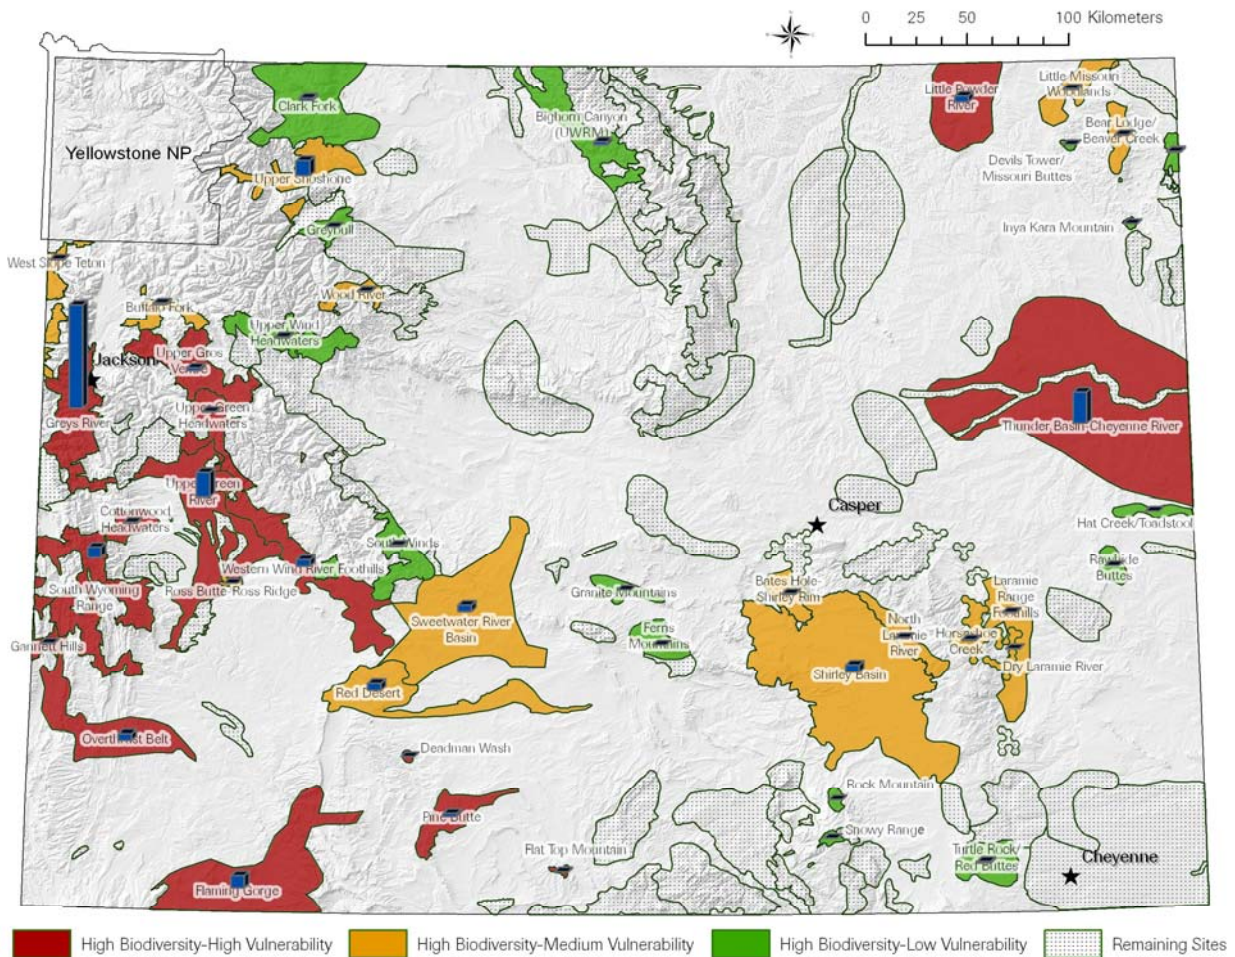 0 25 50 100 Kilometers
Clark Fork
Little Powder
River
Little Missouri
Woodlands
Bighorn Canyon
(UWRM)
Bear Lodge/
Beaver Creek
Yellowstone NP
Devils Tower/
Missouri Buttes
Upper Shoshone
Greybull
Inya Kara Mountain
West Slope Teton
Wood River
Buffalo Fork
Upper Wind
Headwaters
Jackson
Upper Gros
Ventre
Upper Green
Headwaters
Greys River
Thunder Basin-Cheyenne River
Upper Green
River
Casper
Cottonwood
Headwaters
Hat Creek/Toadstool
South Winds
Western Wind River Foothills
Rawhide
Buttes
South Wyoming
Range
Ross Butte-Ross Ridge
Granite Mountains
Bates Hole-
Shirley Rim
Laramie
Range
Foothills
Sweetwater River
Basin
North
Laramie
River
Horseshoe
Creek
Ferris
Mountains
Gannett Hills
Dry Laramie River
Shirley Basin
Red Desert
Overthrust Belt
Deadman Wash
Rock Mountain
Pine Butte
Snowy Range
Flat Top Mountain
Turtle Rock/
Red Buttes
Cheyenne
Flaming Gorge
High Biodiversity-High Vulnerability
High Biodiversity-Medium Vulnerability
High Biodiversity-Low Vulnerability
Remaining Sites